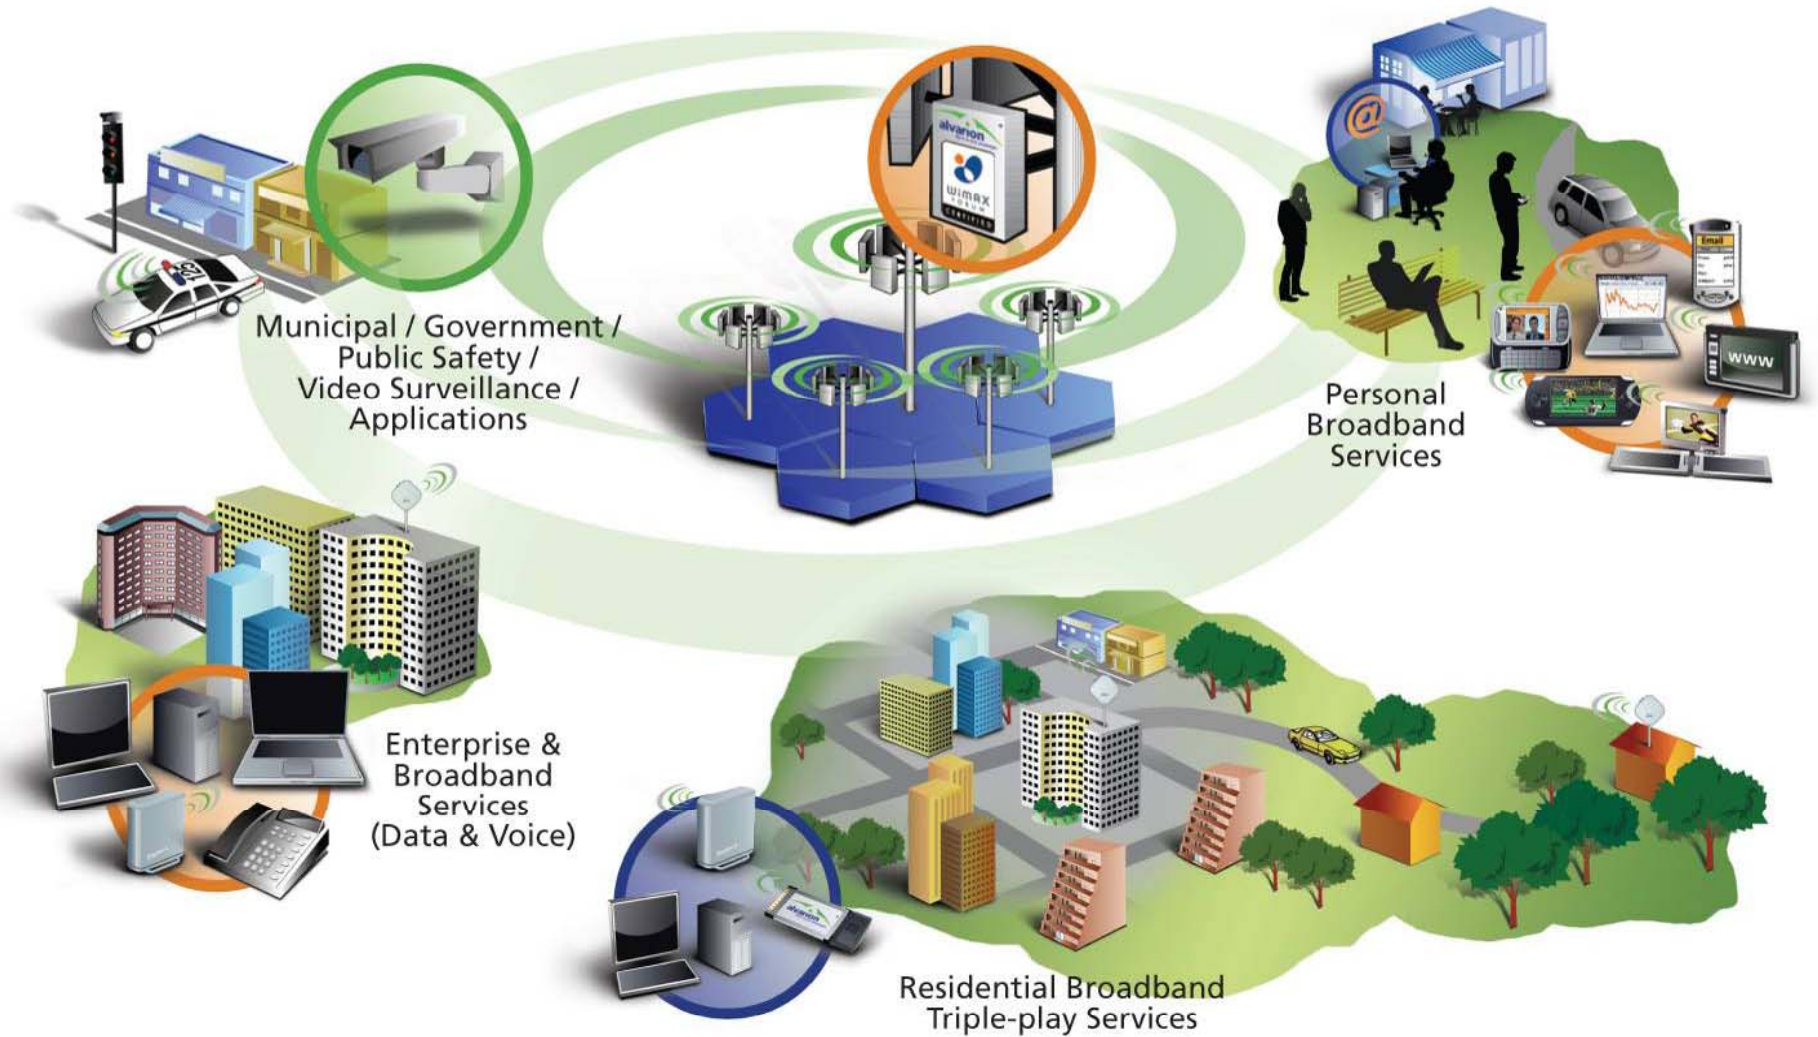 alvarion
WiMAX
FORUM
CERTIFIED
@
Email
www
Municipal / Government /
Public Safety /
Video Surveillance /
Applications
Personal
Broadband
Services
Enterprise &
Broadband
Services
(Data & Voice)
alvarion
Residential Broadband
Triple-play Services